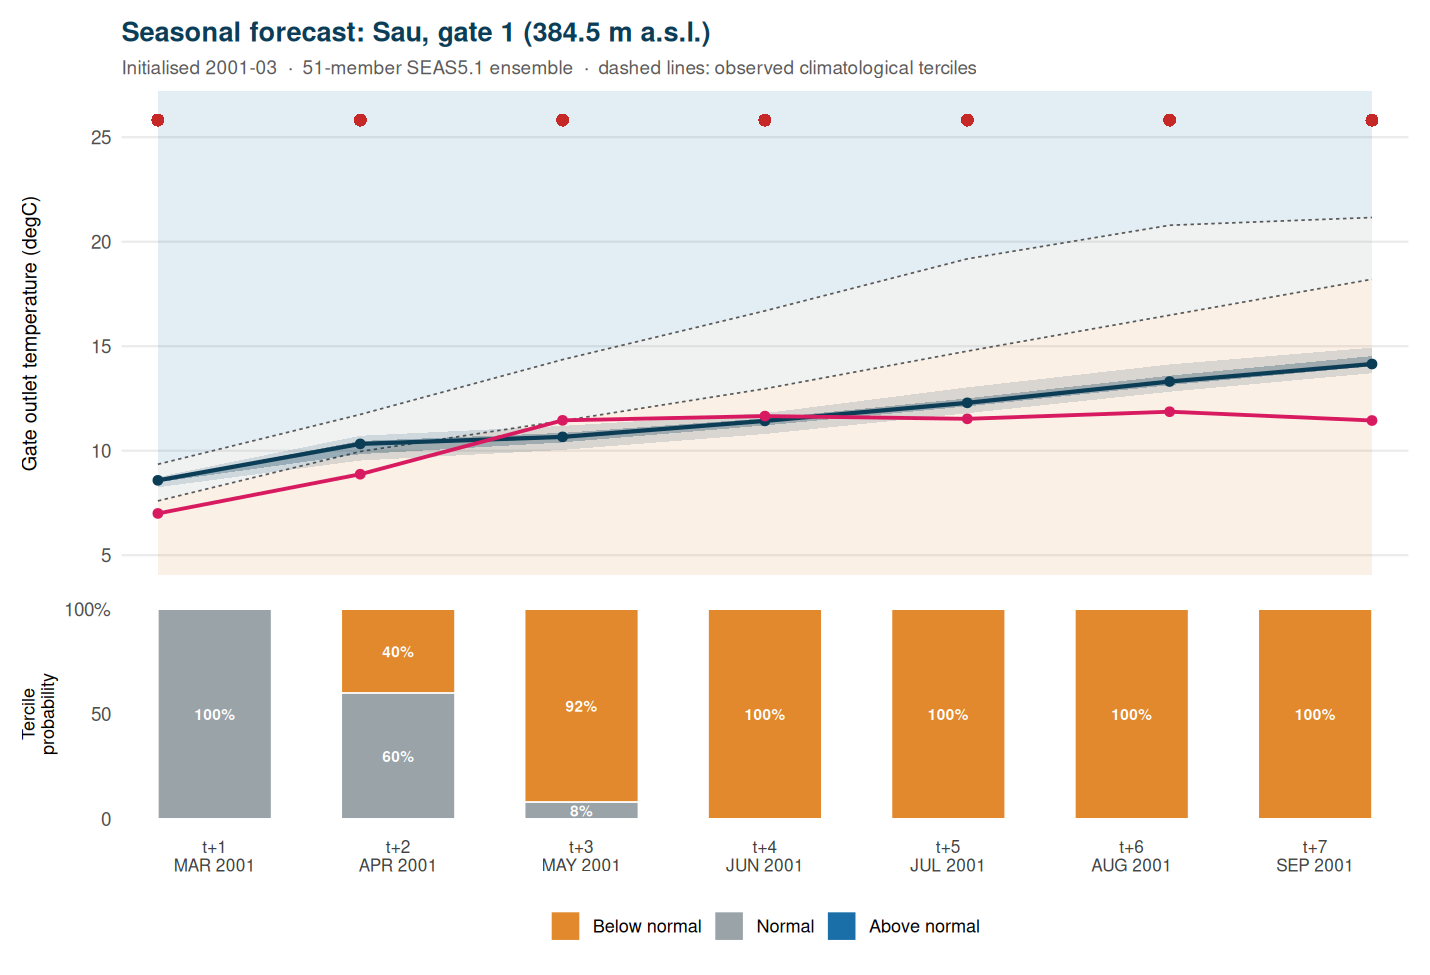 Seasonal forecast: Sau, gate 1 (384.5 m a.s.l.)
Initialised 2001-03 · 51-member SEAS5.1 ensemble · dashed lines: observed climatological terciles
Gate outlet temperature (degC)
25
20
15
10
5
Tercile
probability
100%
50
0
100%
40%
60%
92%
8%
100%
100%
100%
100%
t+1
MAR 2001
t+2
APR 2001
t+3
MAY 2001
t+4
JUN 2001
t+5
JUL 2001
t+6
AUG 2001
t+7
SEP 2001
Below normal
Normal
Above normal